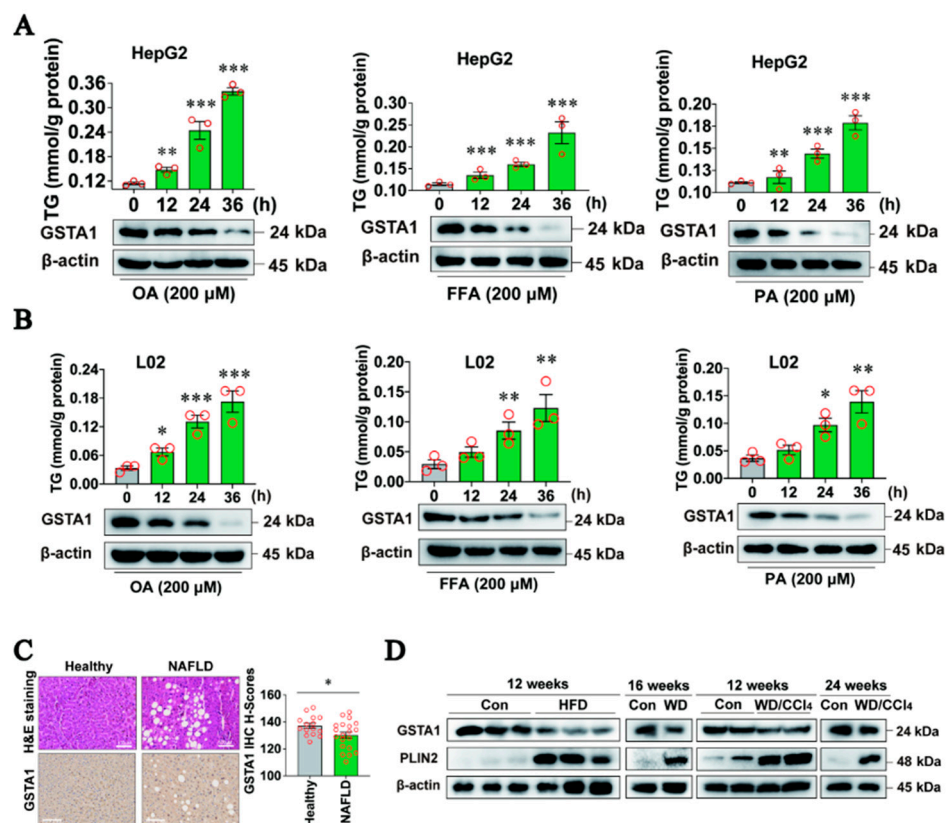 A
HepG2
TG (mmol/g protein)
0.36
0.28
0.20
0.12
** *** ***
0 12 24 36 (h)
GSTA1 24 kDa
β-actin 45 kDa
OA (200 μM)
HepG2
TG (mmol/g protein)
0.30
0.25
0.20
0.15
0.10
*** *** ***
0 12 24 36 (h)
GSTA1 24 kDa
β-actin 45 kDa
FFA (200 μM)
HepG2
TG (mmol/g protein)
0.20
0.18
0.15
0.13
0.10
** *** ***
0 12 24 36 (h)
GSTA1 24 kDa
β-actin 45 kDa
PA (200 μM)
B
L02
TG (mmol/g protein)
0.24
0.18
0.12
0.06
0.00
* *** ***
0 12 24 36 (h)
GSTA1 24 kDa
β-actin 45 kDa
OA (200 μM)
L02
TG (mmol/g protein)
0.20
0.15
0.10
0.05
0.00
** **
0 12 24 36 (h)
GSTA1 24 kDa
β-actin 45 kDa
FFA (200 μM)
L02
TG (mmol/g protein)
0.20
0.15
0.10
0.05
0.00
* **
0 12 24 36 (h)
GSTA1 24 kDa
β-actin 45 kDa
PA (200 μM)
C
Healthy NAFLD
H&E staining
GSTA1
GSTA1 IHC H-Scores
160
150
140
130
120
110
*
Healthy
NAFLD
D
12 weeks 16 weeks 12 weeks 24 weeks
Con HFD Con WD Con WD/CCl₄ Con WD/CCl₄
GSTA1 24 kDa
PLIN2 48 kDa
β-actin 45 kDa